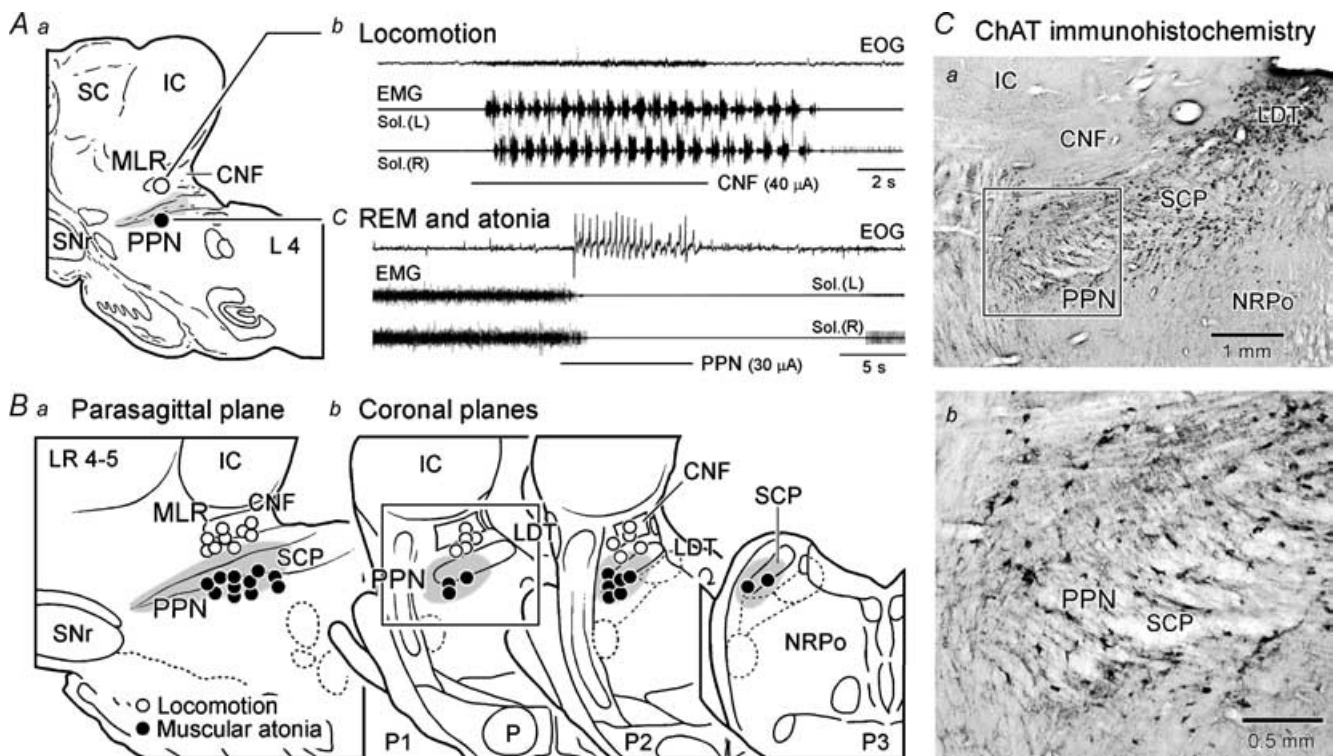 A a
SC
IC
MLR
CNF
PPN
SNr
L 4
b Locomotion
EOG
EMG
Sol.(L)
Sol.(R)
CNF (40 µA)
2 s
c REM and atonia
EOG
EMG
Sol.(L)
Sol.(R)
PPN (30 µA)
5 s
B a Parasagittal plane
LR 4-5
IC
MLR
CNF
SCP
PPN
SNr
Locomotion
Muscular atonia
b Coronal planes
IC
LDT
PPN
P
P1
CNF
LDT
P2
SCP
NRPo
P3
C ChAT immunohistochemistry
a
IC
LDT
CNF
SCP
PPN
NRPo
1 mm
b
PPN
SCP
0.5 mm